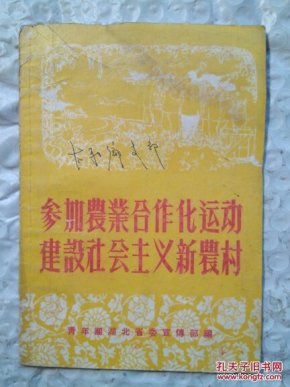 参加農業合作化运动
建設社会主义新農村
青年團湖北省委宣傳部編